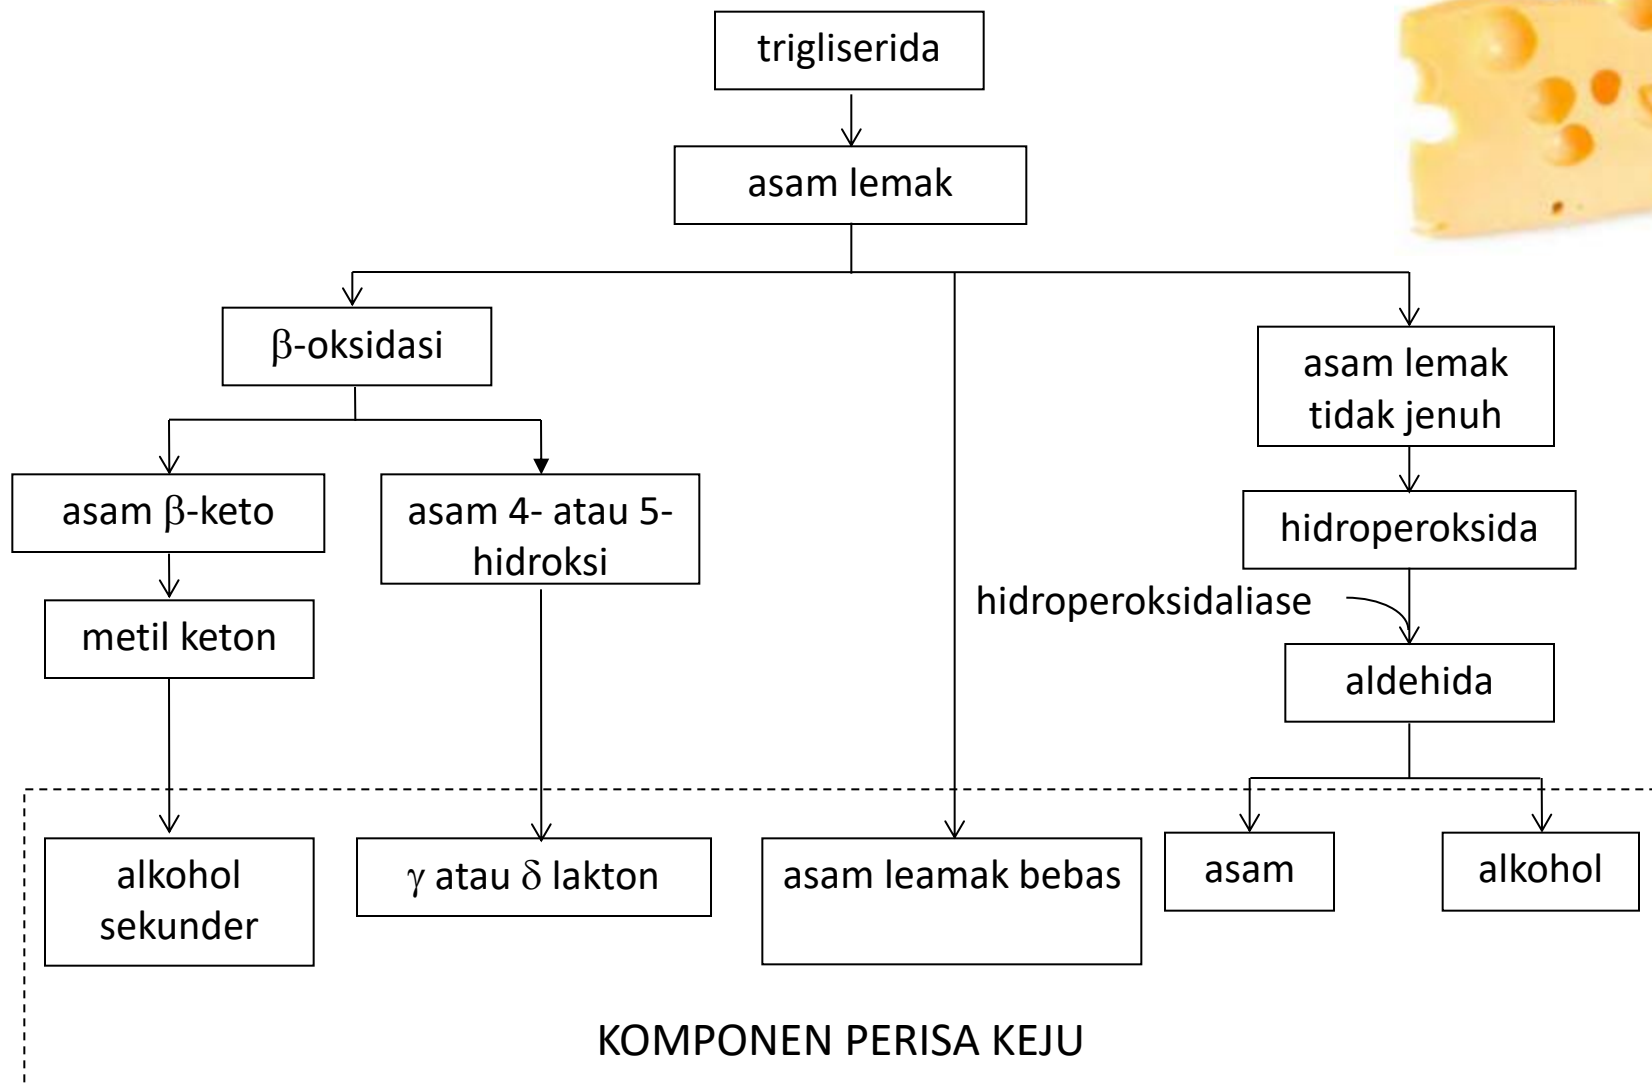 trigliserida
asam lemak
β-oksidasi
asam lemak
tidak jenuh
asam β-keto
asam 4- atau 5-
hidroksi
hidroperoksida
hidroperoksidaliase
metil keton
aldehida
alkohol
sekunder
γ atau δ lakton
asam leamak bebas
asam
alkohol
KOMPONEN PERISA KEJU